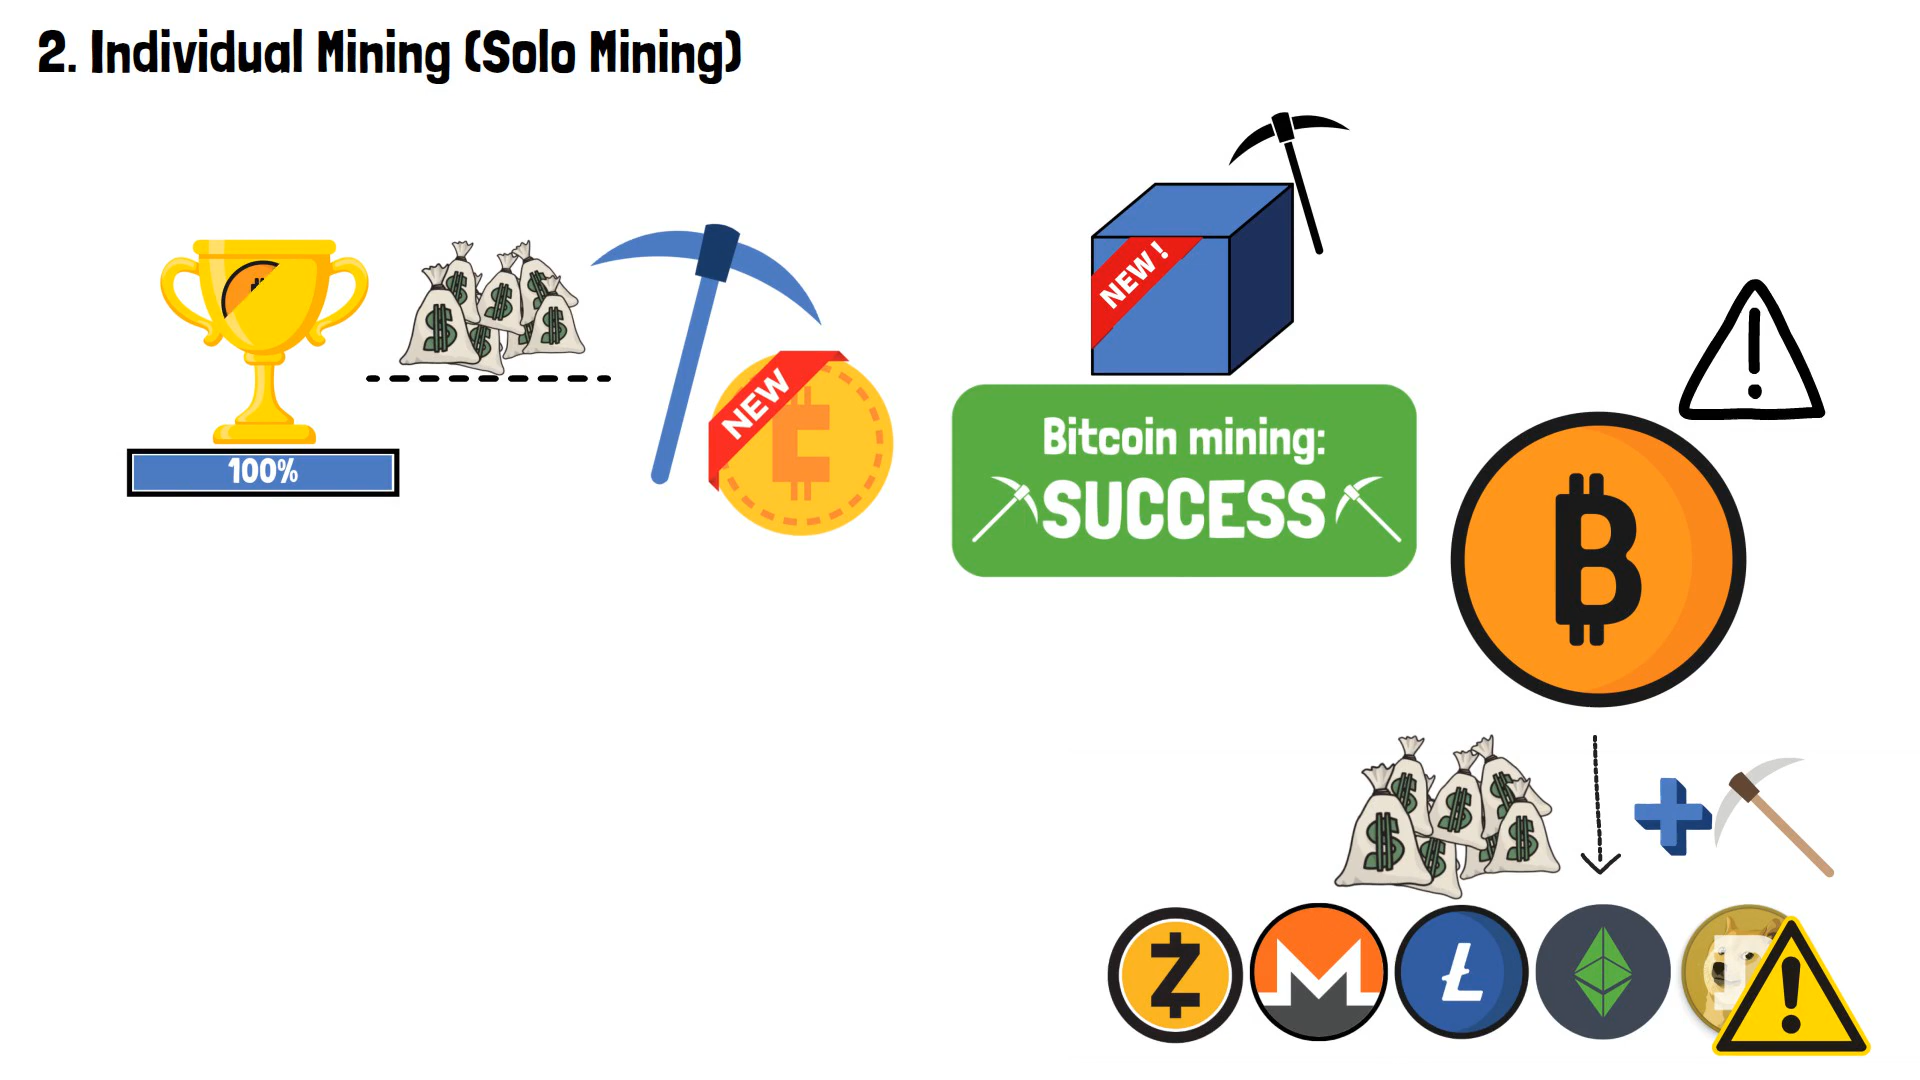 2. Individual Mining (Solo Mining)
100%
NEW
NEW!
Bitcoin mining:
SUCCESS